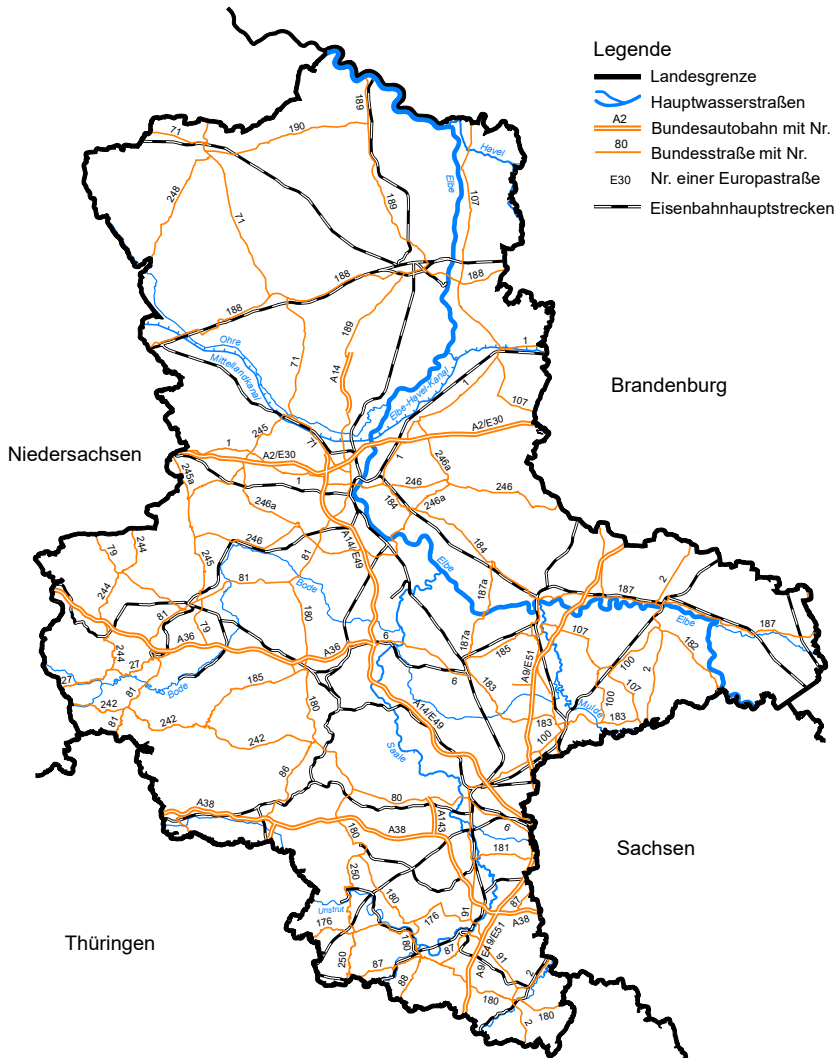 Legende
Landesgrenze
Hauptwasserstraßen
A2
Bundesautobahn mit Nr.
80
Bundesstraße mit Nr.
E30 Nr. einer Europastraße
Eisenbahnhauptstrecken
189
71
190
Havel
248
Elbe
107
71
189
188
188
188
189
Ohre
1
Mittellandkanal
71
A14
Elbe-Havel-Kanal
1
Brandenburg
107
245
71
A2/E30
1
Niedersachsen
A2/E30
1
246a
245a
1
246
246
246a
184
246a
79
244
245
246
81
A14/ E49
184
Elbe
Bode
81
244
180
187a
187
2
81
79
Elbe
187
A36
A36
6
187a
185
107
182
244
27
6
A9/E51
100
2
27
Bode
185
183
100
107
81
180
Mulde
242
A14/E49
183
183
81
242
242
100
Saale
86
80
A38
A143
6
A38
180
181
Sachsen
250
180
87
Unstrut
91
176
A38
176
180
87
A9/ E49/E51
Thüringen
87
91
250
88
2
180
2
180